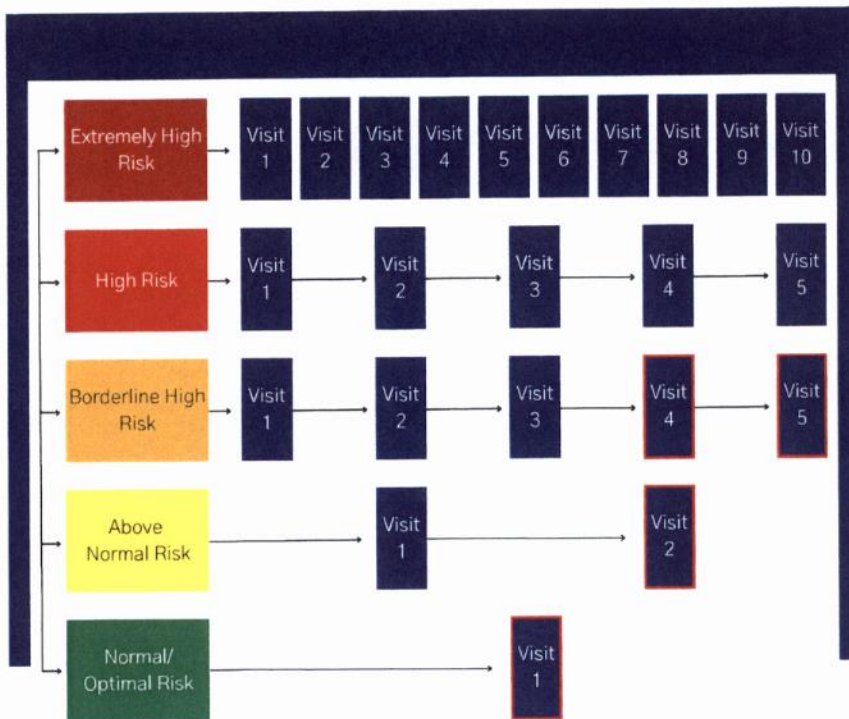 Extremely High
Risk
Visit
1
Visit
2
Visit
3
Visit
4
Visit
5
Visit
6
Visit
7
Visit
8
Visit
9
Visit
10
High Risk
Visit
1
Visit
2
Visit
3
Visit
4
Visit
5
Borderline High
Risk
Visit
1
Visit
2
Visit
3
Visit
4
Visit
5
Above
Normal Risk
Visit
1
Visit
2
Normal/
Optimal Risk
Visit
1